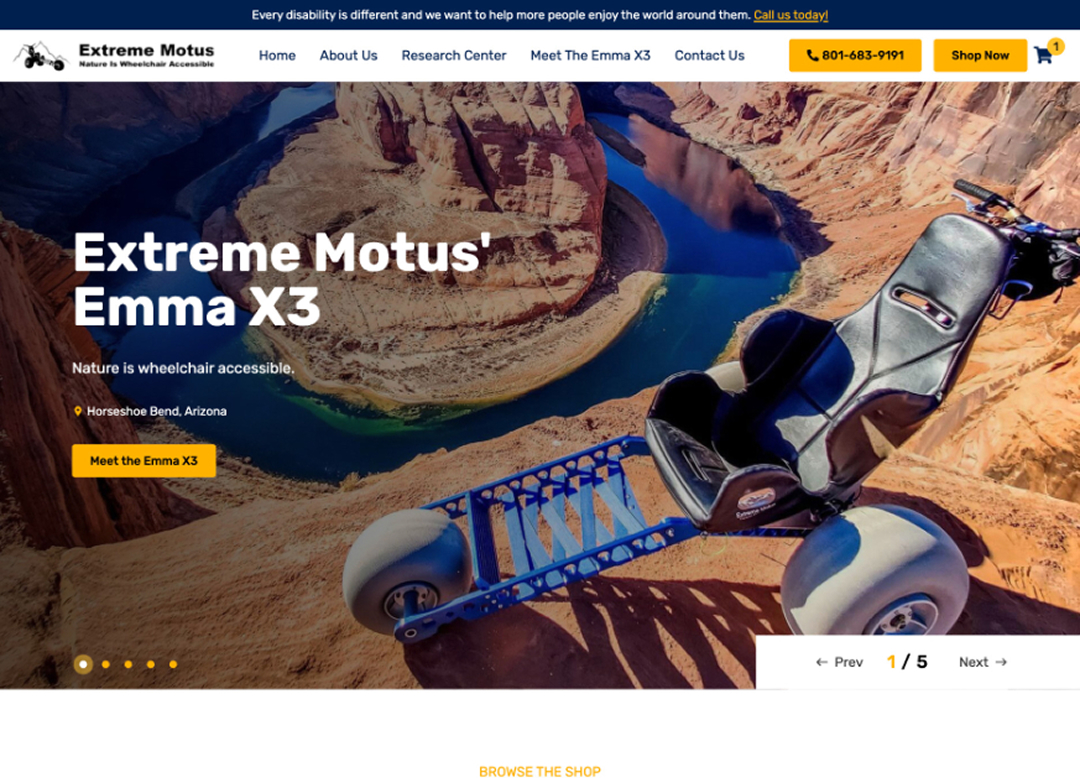 Every disability is different and we want to help more people enjoy the world around them. Call us today!
Extreme Motus
Nature Is Wheelchair Accessible
Home
About Us
Research Center
Meet The Emma X3
Contact Us
801-683-9191
Shop Now
1
Extreme Motus'
Emma X3
Nature is wheelchair accessible.
Horseshoe Bend, Arizona
Meet the Emma X3
Extreme Motus
← Prev
1 / 5
Next →
BROWSE THE SHOP